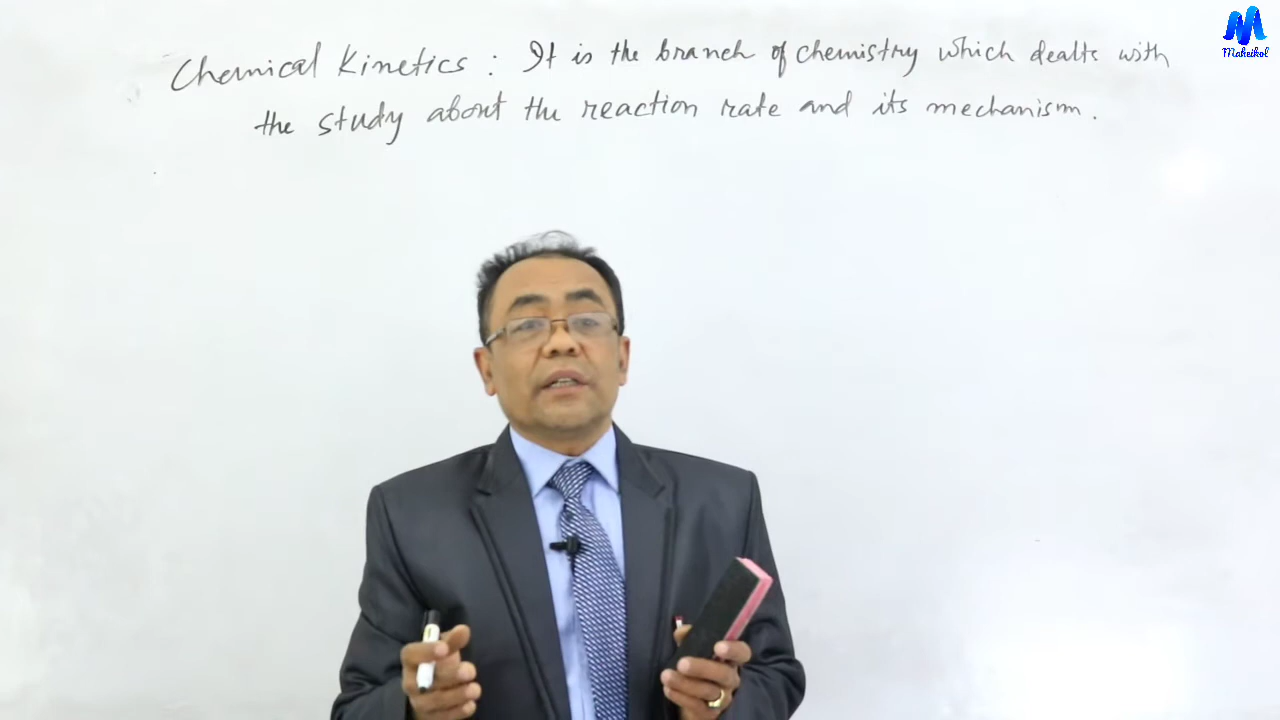 Chemical Kinetics : It is the branch of chemistry which dealts with
the study about the reaction rate and its mechanism.
Maheikol